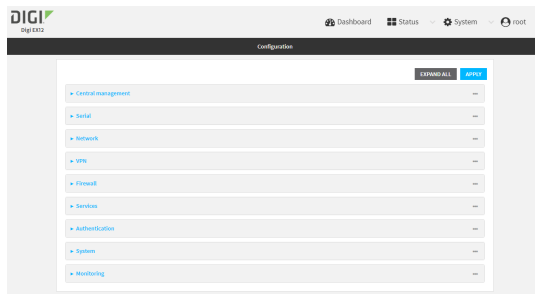 DIGI
Digi EX12
Dashboard
Status
System
root
Configuration
EXPAND ALL
APPLY
Central management
Serial
Network
VPN
Firewall
Services
Authentication
System
Monitoring